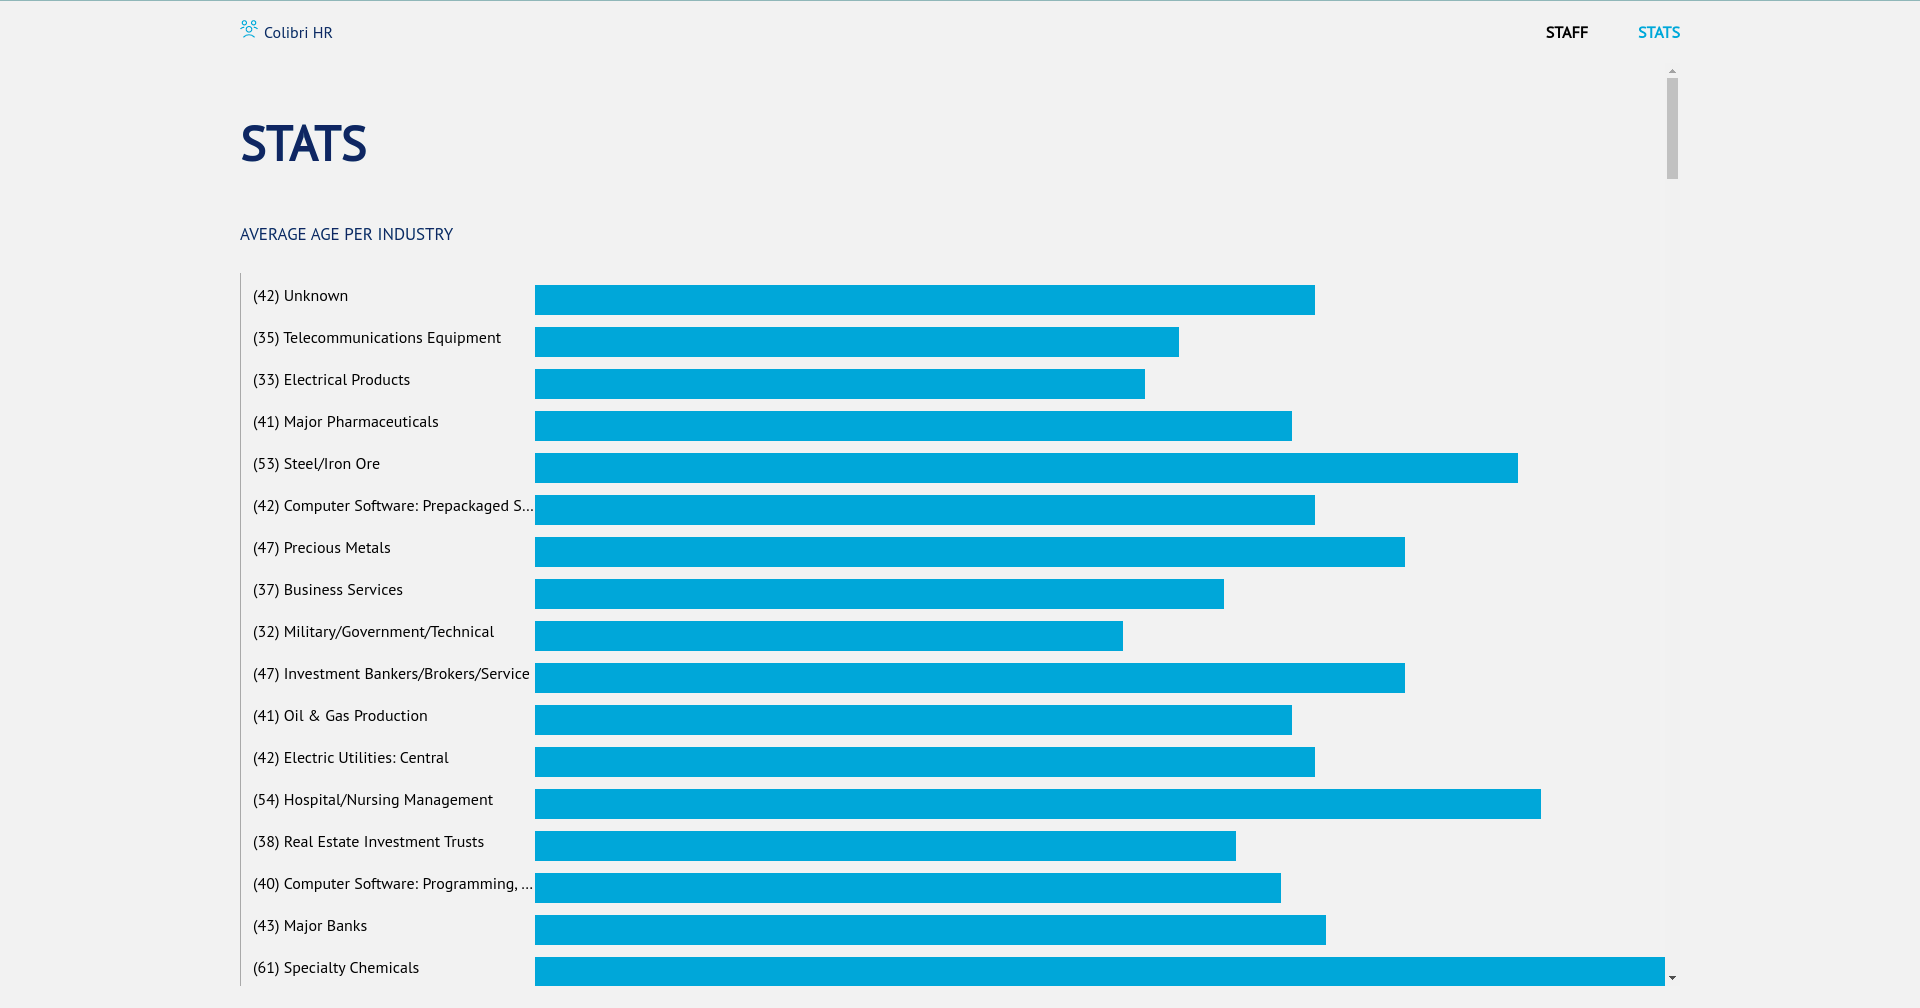 Colibri HR
STAFF
STATS
STATS
AVERAGE AGE PER INDUSTRY
(42) Unknown
(35) Telecommunications Equipment
(33) Electrical Products
(41) Major Pharmaceuticals
(53) Steel/Iron Ore
(42) Computer Software: Prepackaged S...
(47) Precious Metals
(37) Business Services
(32) Military/Government/Technical
(47) Investment Bankers/Brokers/Service
(41) Oil & Gas Production
(42) Electric Utilities: Central
(54) Hospital/Nursing Management
(38) Real Estate Investment Trusts
(40) Computer Software: Programming, ...
(43) Major Banks
(61) Specialty Chemicals